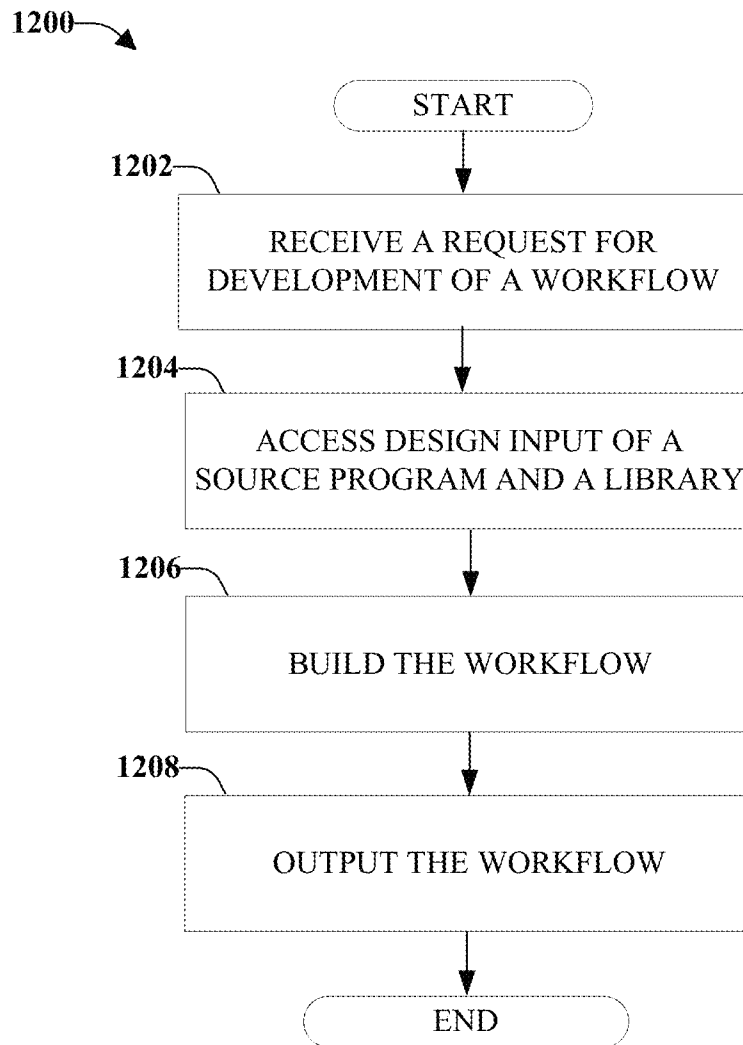 1200
START
1202
RECEIVE A REQUEST FOR
DEVELOPMENT OF A WORKFLOW
1204
ACCESS DESIGN INPUT OF A
SOURCE PROGRAM AND A LIBRARY
1206
BUILD THE WORKFLOW
1208
OUTPUT THE WORKFLOW
END